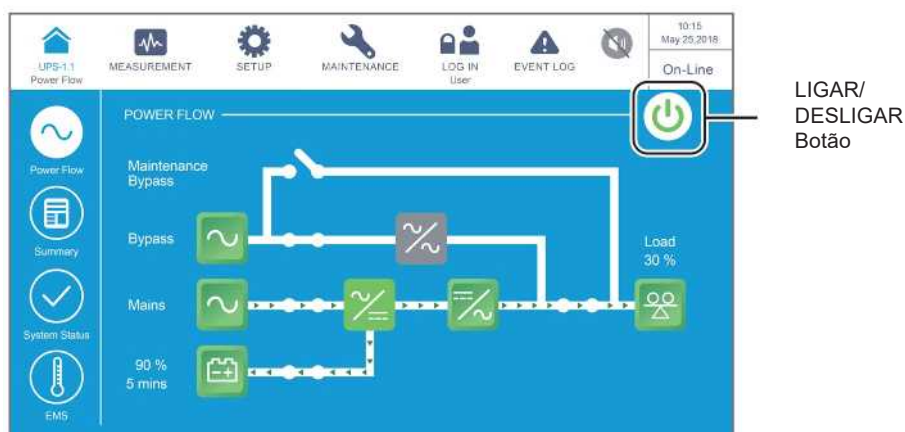 UPS-1.1
Power Flow
MEASUREMENT
SETUP
MAINTENANCE
LOG IN
User
EVENT LOG
10:15
May 25,2018
On-Line
LIGAR/
DESLIGAR
Botão
POWER FLOW
Power Flow
Summary
System Status
EMS
Maintenance
Bypass
Bypass
Load
30 %
Mains
90 %
5 mins